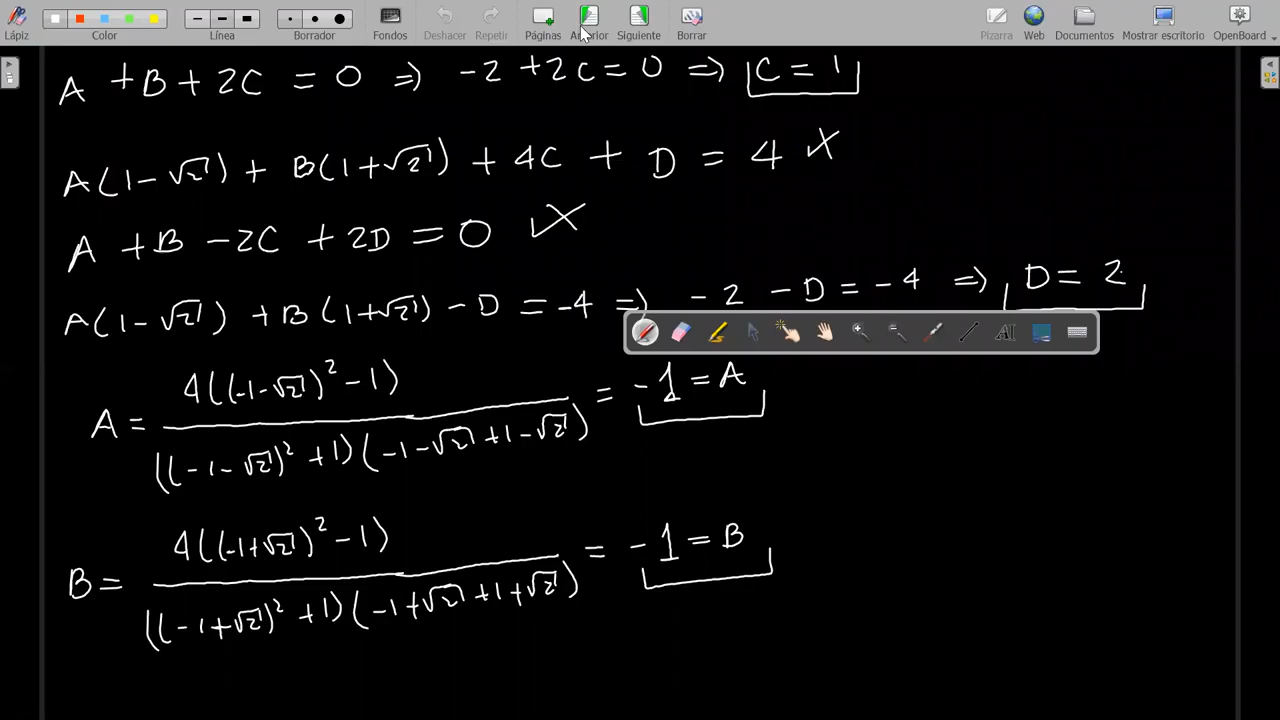 Lápiz Color Línea Borrador Fondos Deshacer Repetir Páginas Anterior Siguiente Borrar Pizarra Web Documentos Mostrar escritorio OpenBoard
A + B + 2C = 0 ⇒ -2 + 2C = 0 ⇒ C = 1
A(1-√2) + B(1+√2) + 4C + D = 4
A + B - 2C + 2D = 0
A(1-√2) + B(1+√2) - D = -4 ⇒ -2 - D = -4 ⇒ D = 2
A = 4((-1-√2)² - 1) / ((-1-√2)² + 1)(-1-√2+1-√2) = -1 = A
B = 4((-1+√2)² - 1) / ((-1+√2)² + 1)(-1+√2+1+√2) = -1 = B